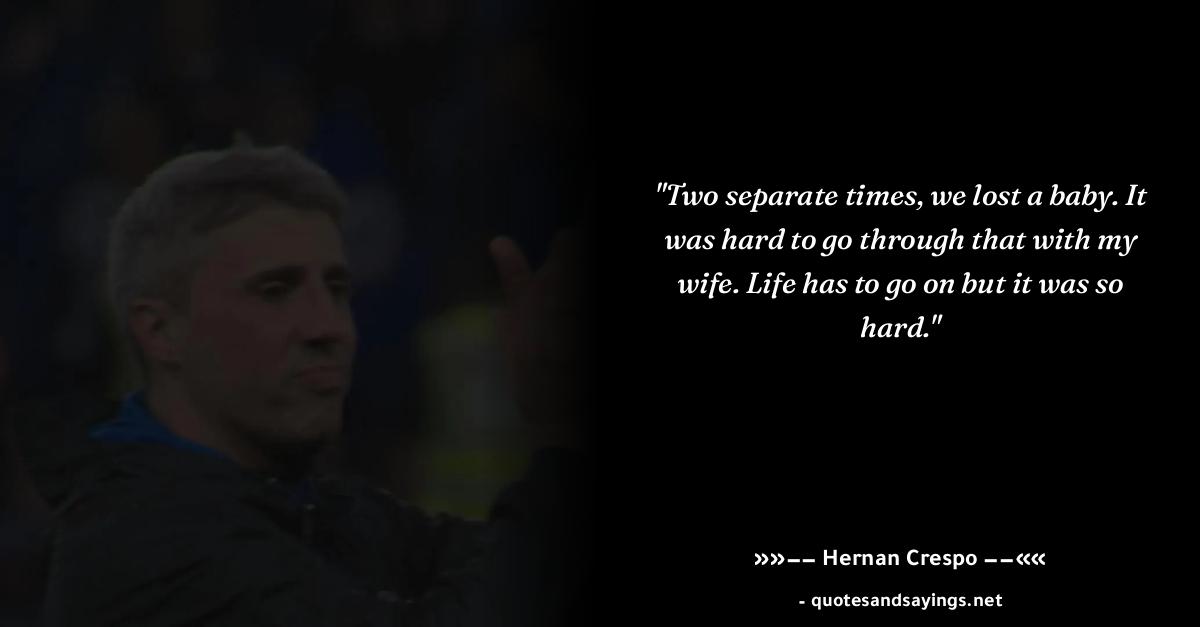 "Two separate times, we lost a baby. It
was hard to go through that with my
wife. Life has to go on but it was so
hard."
»»–– Hernan Crespo ––««
- quotesandsayings.net